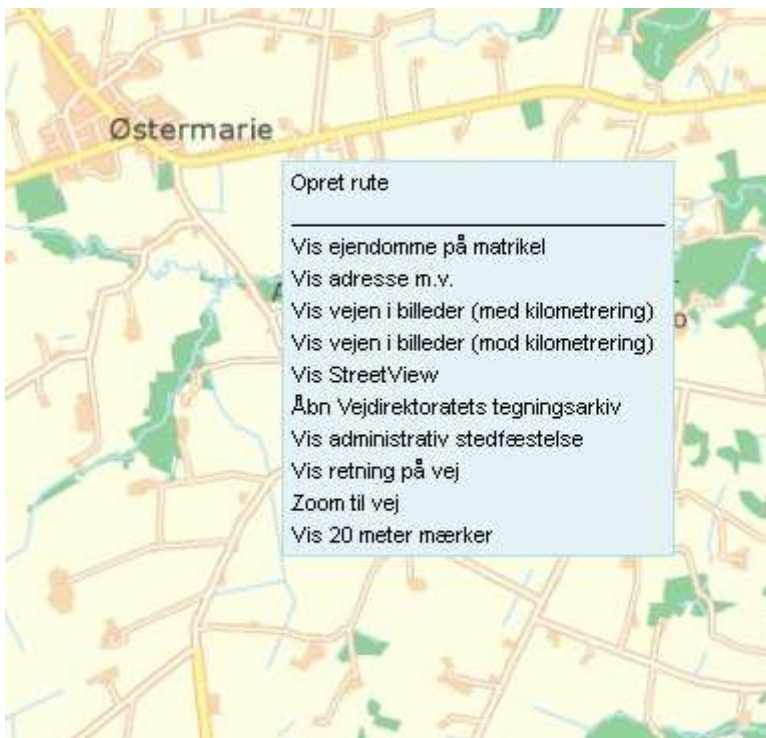 Østermarie
Opret rute
Vis ejendomme på matrikel
Vis adresse m.v.
Vis vejen i billeder (med kilometrering)
Vis vejen i billeder (mod kilometrering)
Vis StreetView
Åbn Vejdirektoratets tegningsarkiv
Vis administrativ stedfæstelse
Vis retning på vej
Zoom til vej
Vis 20 meter mærker